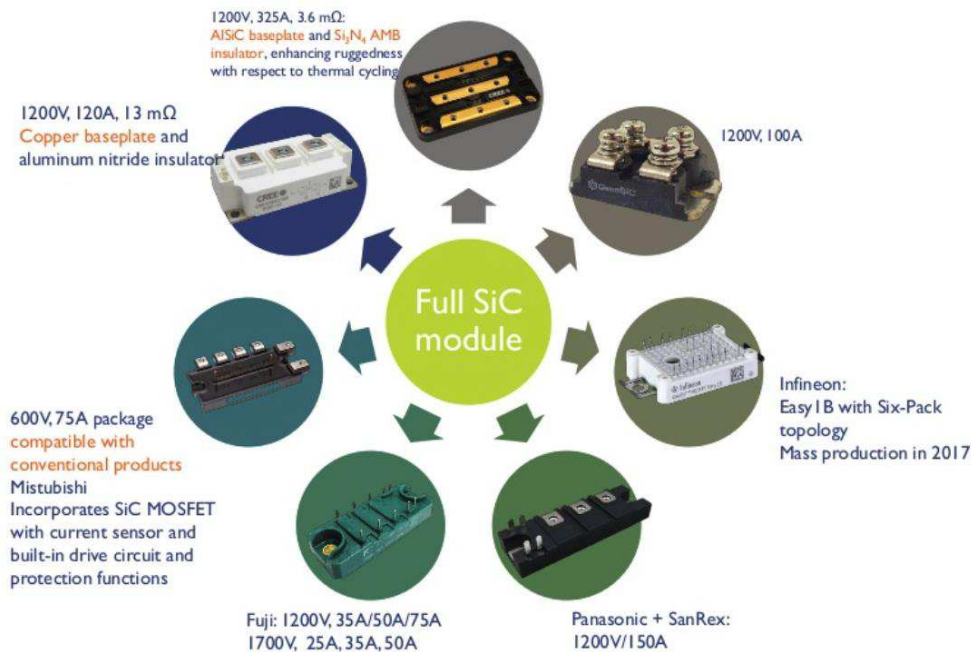 1200V, 325A, 3.6 mΩ:
AlSiC baseplate and Si₃N₄ AMB
insulator, enhancing ruggedness
with respect to thermal cycling
CREE
1200V, 120A, 13 mΩ
Copper baseplate and
aluminum nitride insulator
CREE
1200V, 100A
GeneSiC
Full SiC
module
Infineon
600V, 75A package
compatible with
conventional products
Mistubishi
Incorporates SiC MOSFET
with current sensor and
built-in drive circuit and
protection functions
Infineon:
Easy1B with Six-Pack
topology
Mass production in 2017
Fuji: 1200V, 35A/50A/75A
1700V, 25A, 35A, 50A
Panasonic + SanRex:
1200V/150A